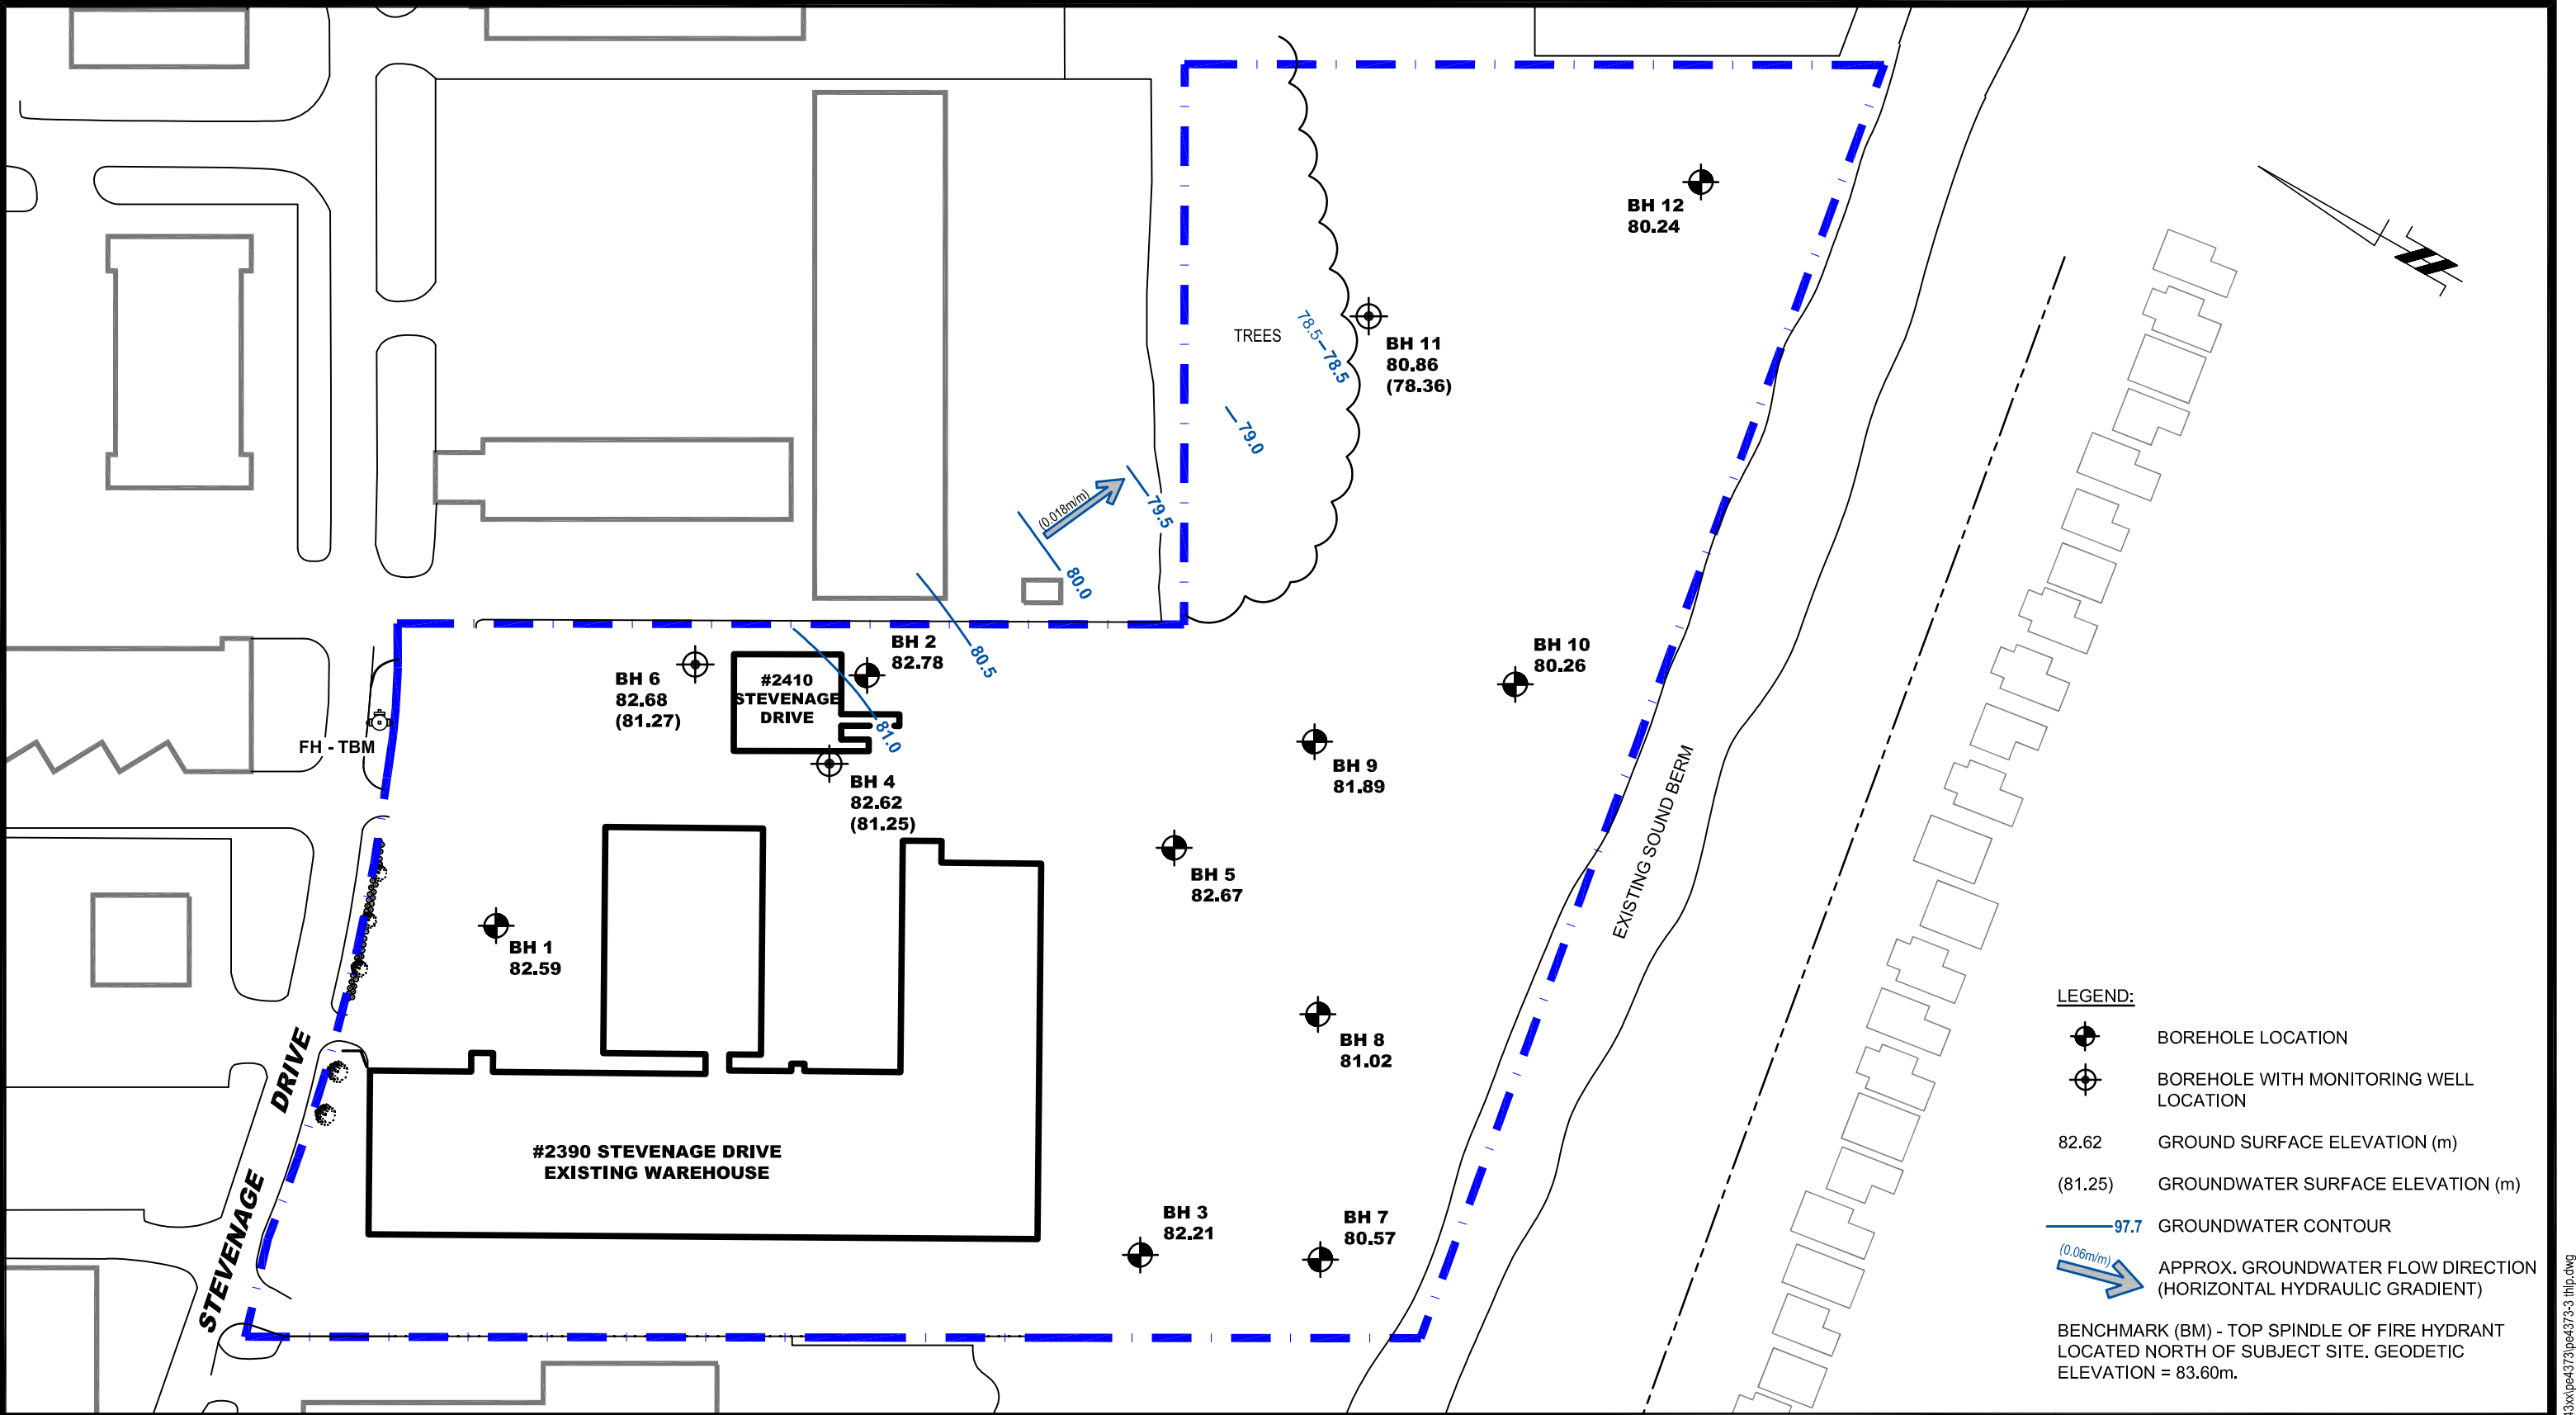 BH 12
80.24
TREES
78.5
78.5
BH 11
80.86
(78.36)
79.0
(0.018m/m)
79.5
80.0
80.5
81.0
BH 2
82.78
BH 6
82.68
(81.27)
#2410
STEVENAGE
DRIVE
BH 10
80.26
FH - TBM
BH 4
82.62
(81.25)
BH 9
81.89
EXISTING SOUND BERM
BH 5
82.67
BH 1
82.59
BH 8
81.02
STEVENAGE DRIVE
#2390 STEVENAGE DRIVE
EXISTING WAREHOUSE
BH 3
82.21
BH 7
80.57
LEGEND:
BOREHOLE LOCATION
BOREHOLE WITH MONITORING WELL
LOCATION
82.62 GROUND SURFACE ELEVATION (m)
(81.25) GROUNDWATER SURFACE ELEVATION (m)
97.7 GROUNDWATER CONTOUR
(0.06m/m)
APPROX. GROUNDWATER FLOW DIRECTION
(HORIZONTAL HYDRAULIC GRADIENT)
BENCHMARK (BM) - TOP SPINDLE OF FIRE HYDRANT
LOCATED NORTH OF SUBJECT SITE. GEODETIC
ELEVATION = 83.60m.